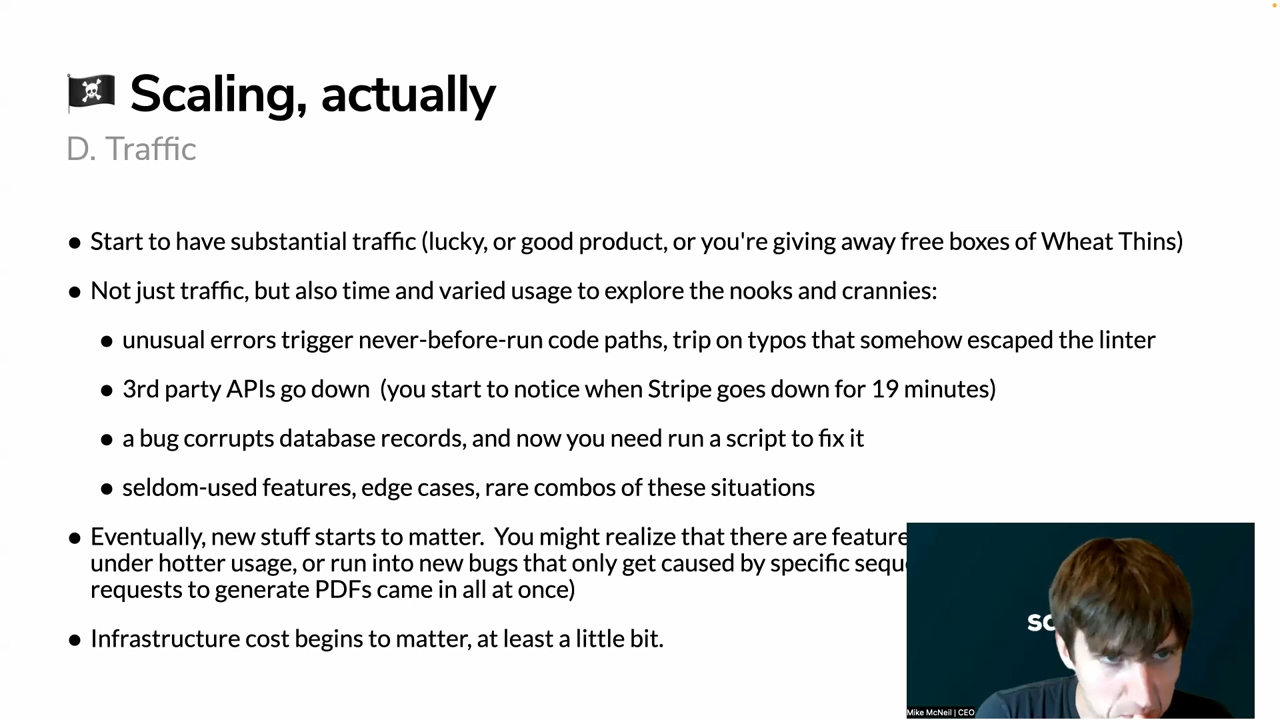 🏴‍☠️ Scaling, actually
D. Traffic
● Start to have substantial traffic (lucky, or good product, or you're giving away free boxes of Wheat Thins)
● Not just traffic, but also time and varied usage to explore the nooks and crannies:
● unusual errors trigger never-before-run code paths, trip on typos that somehow escaped the linter
● 3rd party APIs go down  (you start to notice when Stripe goes down for 19 minutes)
● a bug corrupts database records, and now you need run a script to fix it
● seldom-used features, edge cases, rare combos of these situations
● Eventually, new stuff starts to matter.  You might realize that there are feature
under hotter usage, or run into new bugs that only get caused by specific sequ
requests to generate PDFs came in all at once)
● Infrastructure cost begins to matter, at least a little bit.
sc
Mike McNeil | CEO